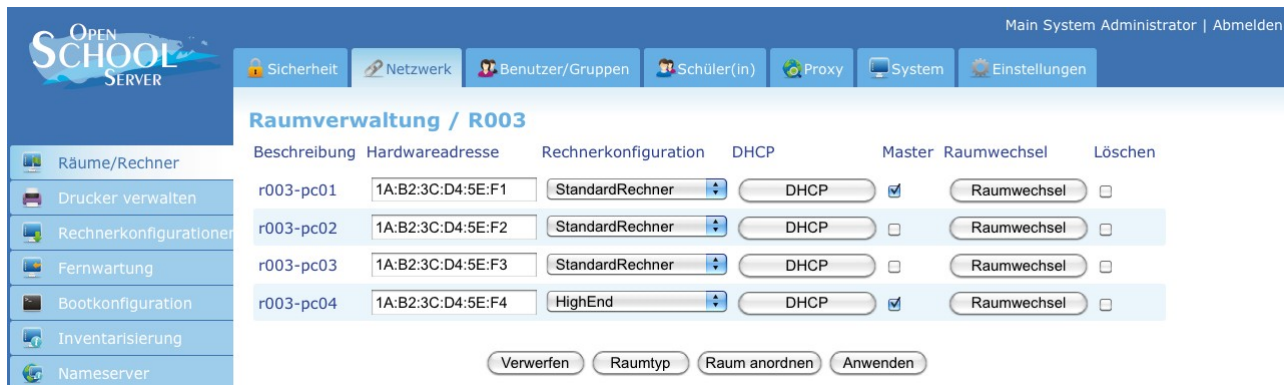 Main System Administrator | Abmelden
OPEN
SCHOOL
SERVER
Sicherheit Netzwerk Benutzer/Gruppen Schüler(in) Proxy System Einstellungen
Raumverwaltung / R003
Räume/Rechner
Drucker verwalten
Rechnerkonfigurationen
Fernwartung
Bootkonfiguration
Inventarisierung
Nameserver
Beschreibung Hardwareadresse Rechnerkonfiguration DHCP Master Raumwechsel Löschen
r003-pc01 1A:B2:3C:D4:5E:F1 StandardRechner DHCP Raumwechsel
r003-pc02 1A:B2:3C:D4:5E:F2 StandardRechner DHCP Raumwechsel
r003-pc03 1A:B2:3C:D4:5E:F3 StandardRechner DHCP Raumwechsel
r003-pc04 1A:B2:3C:D4:5E:F4 HighEnd DHCP Raumwechsel
Verwerfen Raumtyp Raum anordnen Anwenden